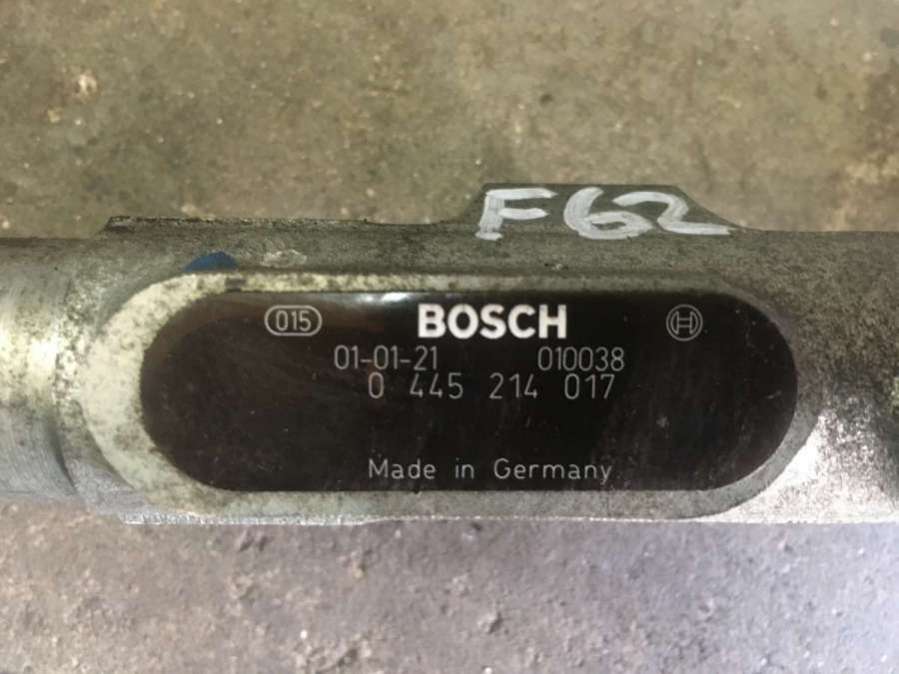 F62
015 BOSCH
01-01-21 010038
0 445 214 017
Made in Germany